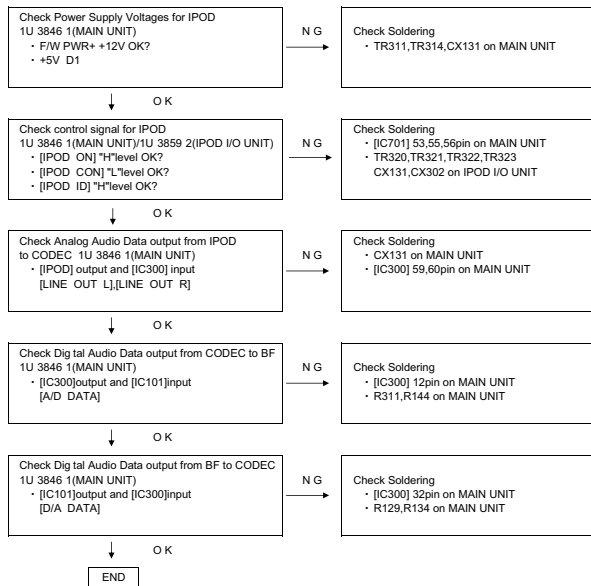 Check Power Supply Voltages for IPOD
1U 3846 1(MAIN UNIT)
・ F/W PWR+ +12V OK?
・ +5V D1
N G
Check Soldering
・ TR311,TR314,CX131 on MAIN UNIT
O K
Check control signal for IPOD
1U 3846 1(MAIN UNIT)/1U 3859 2(IPOD I/O UNIT)
・ [IPOD ON] "H"level OK?
・ [IPOD CON] "L"level OK?
・ [IPOD ID] "H"level OK?
N G
Check Soldering
・ [IC701] 53,55,56pin on MAIN UNIT
・ TR320,TR321,TR322,TR323
CX131,CX302 on IPOD I/O UNIT
O K
Check Analog Audio Data output from IPOD
to CODEC 1U 3846 1(MAIN UNIT)
・ [IPOD] output and [IC300] input
[LINE OUT L],[LINE OUT R]
N G
Check Soldering
・ CX131 on MAIN UNIT
・ [IC300] 59,60pin on MAIN UNIT
O K
Check Dig tal Audio Data output from CODEC to BF
1U 3846 1(MAIN UNIT)
・ [IC300]output and [IC101]input
[A/D DATA]
N G
Check Soldering
・ [IC300] 12pin on MAIN UNIT
・ R311,R144 on MAIN UNIT
O K
Check Dig tal Audio Data output from BF to CODEC
1U 3846 1(MAIN UNIT)
・ [IC101]output and [IC300]input
[D/A DATA]
N G
Check Soldering
・ [IC300] 32pin on MAIN UNIT
・ R129,R134 on MAIN UNIT
O K
END